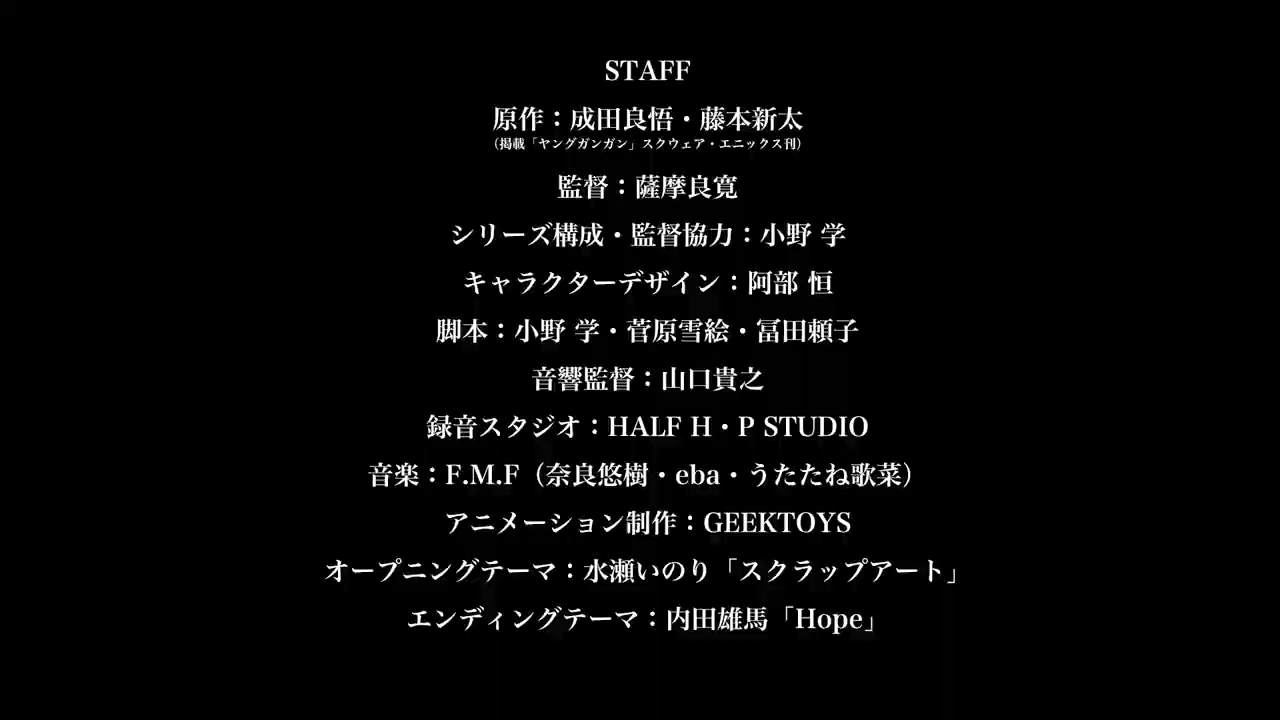 STAFF
原作：成田良悟・藤本新太
（掲載「ヤングガンガン」スクウェア・エニックス刊）
監督：薩摩良寛
シリーズ構成・監督協力：小野 学
キャラクターデザイン：阿部 恒
脚本：小野 学・菅原雪絵・冨田頼子
音響監督：山口貴之
録音スタジオ：HALF H・P STUDIO
音楽：F.M.F（奈良悠樹・eba・うたたね歌菜）
アニメーション制作：GEEKTOYS
オープニングテーマ：水瀬いのり「スクラップアート」
エンディングテーマ：内田雄馬「Hope」